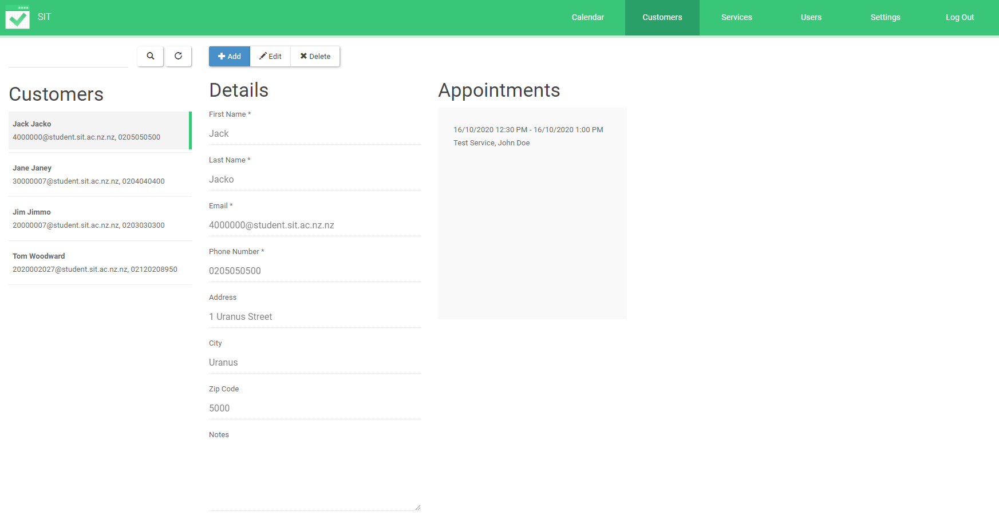 SIT
Calendar
Customers
Services
Users
Settings
Log Out
Add
Edit
Delete
Customers
Jack Jacko
4000000@student.sit.ac.nz.nz, 0205050500
Jane Janey
30000007@student.sit.ac.nz.nz, 0204040400
Jim Jimmo
20000007@student.sit.ac.nz.nz, 0203030300
Tom Woodward
2020002027@student.sit.ac.nz.nz, 02120208950
Details
First Name *
Jack
Last Name *
Jacko
Email *
4000000@student.sit.ac.nz.nz
Phone Number *
0205050500
Address
1 Uranus Street
City
Uranus
Zip Code
5000
Notes
Appointments
16/10/2020 12:30 PM - 16/10/2020 1:00 PM
Test Service, John Doe